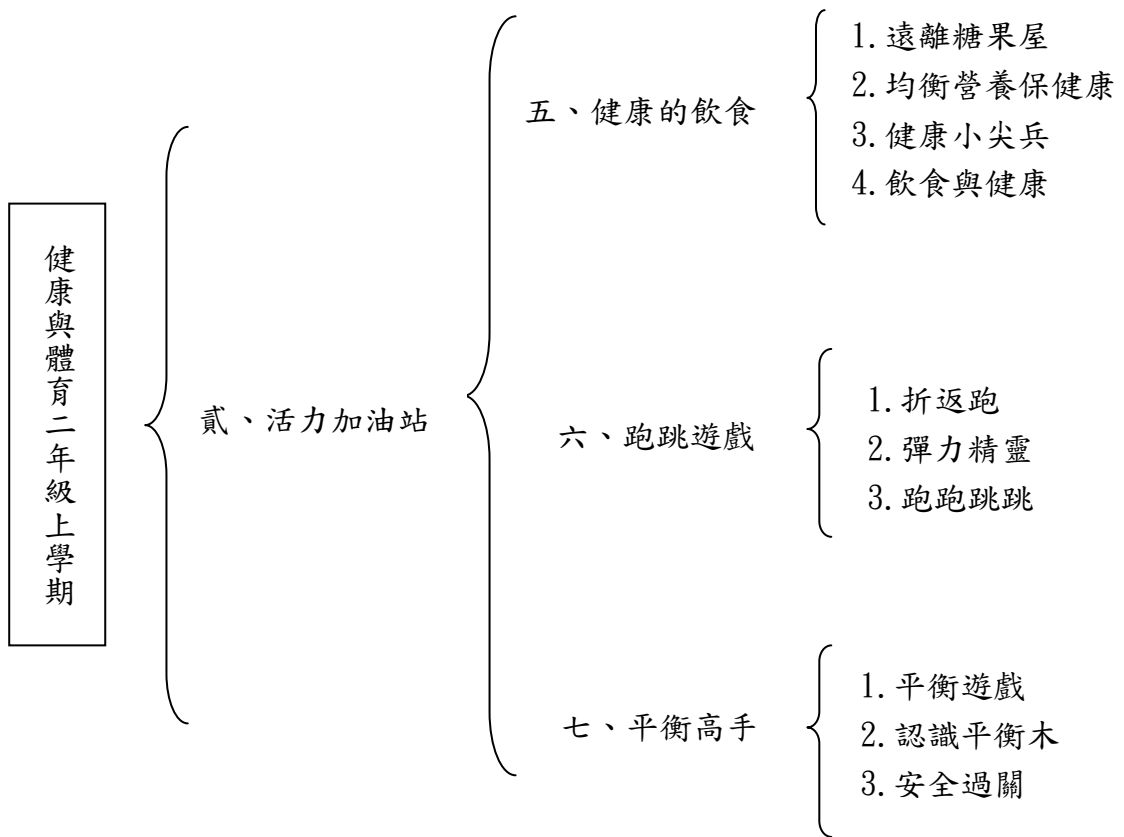 健康與體育二年級上學期
貳、活力加油站
五、健康的飲食
1.遠離糖果屋
2.均衡營養保健康
3.健康小尖兵
4.飲食與健康
六、跑跳遊戲
1.折返跑
2.彈力精靈
3.跑跑跳跳
七、平衡高手
1.平衡遊戲
2.認識平衡木
3.安全過關